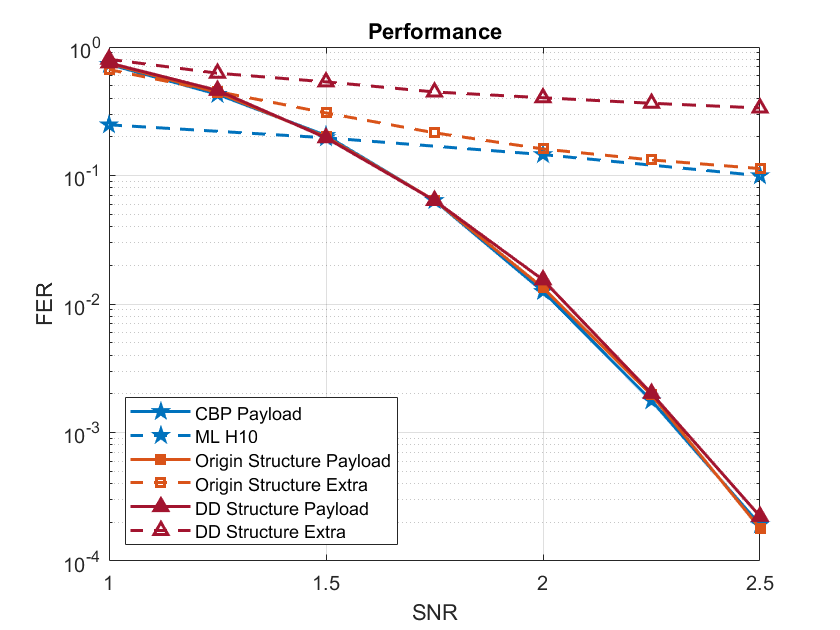 Performance
10^0
10^-1
10^-2
10^-3
10^-4
FER
CBP Payload
ML H10
Origin Structure Payload
Origin Structure Extra
DD Structure Payload
DD Structure Extra
1 1.5 2 2.5
SNR